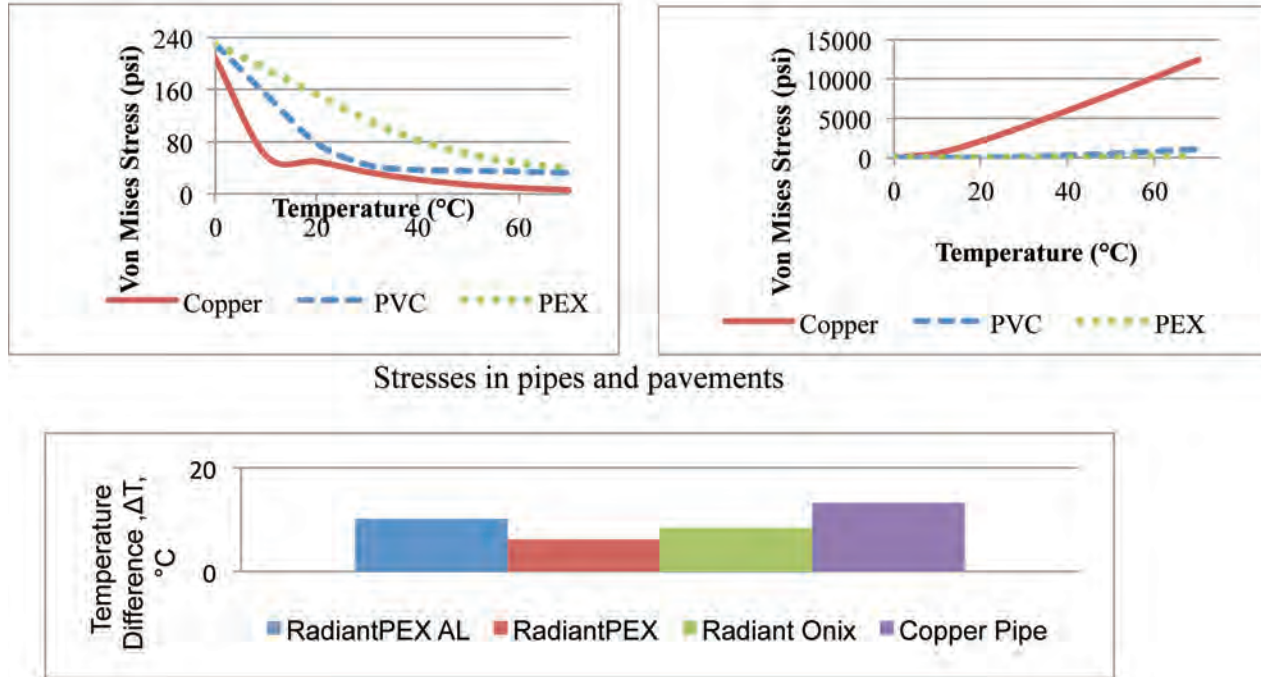 Von Mises Stress (psi)
240
160
80
0
Temperature (°C)
0 20 40 60
Copper PVC PEX
Von Mises Stress (psi)
15000
10000
5000
0
0 20 40 60
Temperature (°C)
Copper PVC PEX
Stresses in pipes and pavements
Temperature
Difference ,ΔT,
°C
20
0
RadiantPEX AL RadiantPEX Radiant Onix Copper Pipe